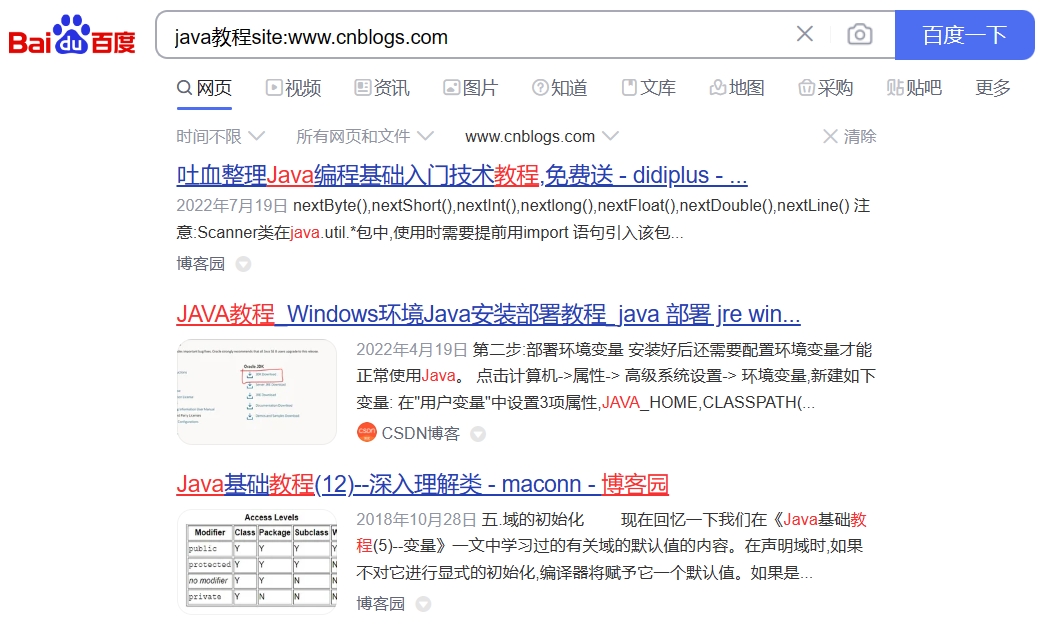 Bai du 百度
java教程site:www.cnblogs.com
百度一下
网页 视频 资讯 图片 知道 文库 地图 采购 贴吧 更多
时间不限 所有网页和文件 www.cnblogs.com 清除
吐血整理Java编程基础入门技术教程,免费送 - didiplus - ...
2022年7月19日 nextByte(),nextShort(),nextInt(),nextlong(),nextFloat(),nextDouble(),nextLine() 注
意:Scanner类在java.util.*包中,使用时需要提前用import 语句引入该包...
博客园
JAVA教程_Windows环境Java安装部署教程_java 部署 jre win...
Oracle JDK
2022年4月19日 第二步:部署环境变量 安装好后还需要配置环境变量才能
正常使用Java。 点击计算机->属性-> 高级系统设置-> 环境变量,新建如下
变量: 在"用户变量"中设置3项属性,JAVA_HOME,CLASSPATH(...
CSDN博客
Java基础教程(12)--深入理解类 - maconn - 博客园
Access Levels
Modifier Class Package Subclass W
public Y Y Y Y
protected Y Y Y N
no modifier Y Y N N
private Y N N N
2018年10月28日 五.域的初始化 现在回忆一下我们在《Java基础教
程(5)--变量》一文中学习过的有关域的默认值的内容。在声明域时,如果
不对它进行显式的初始化,编译器将赋予它一个默认值。如果是...
博客园